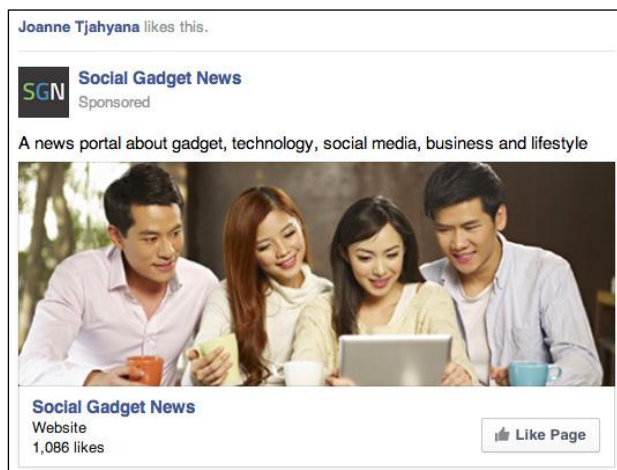 Joanne Tjahyana likes this.
SGN
Social Gadget News
Sponsored
A news portal about gadget, technology, social media, business and lifestyle
Social Gadget News
Website
1,086 likes
Like Page